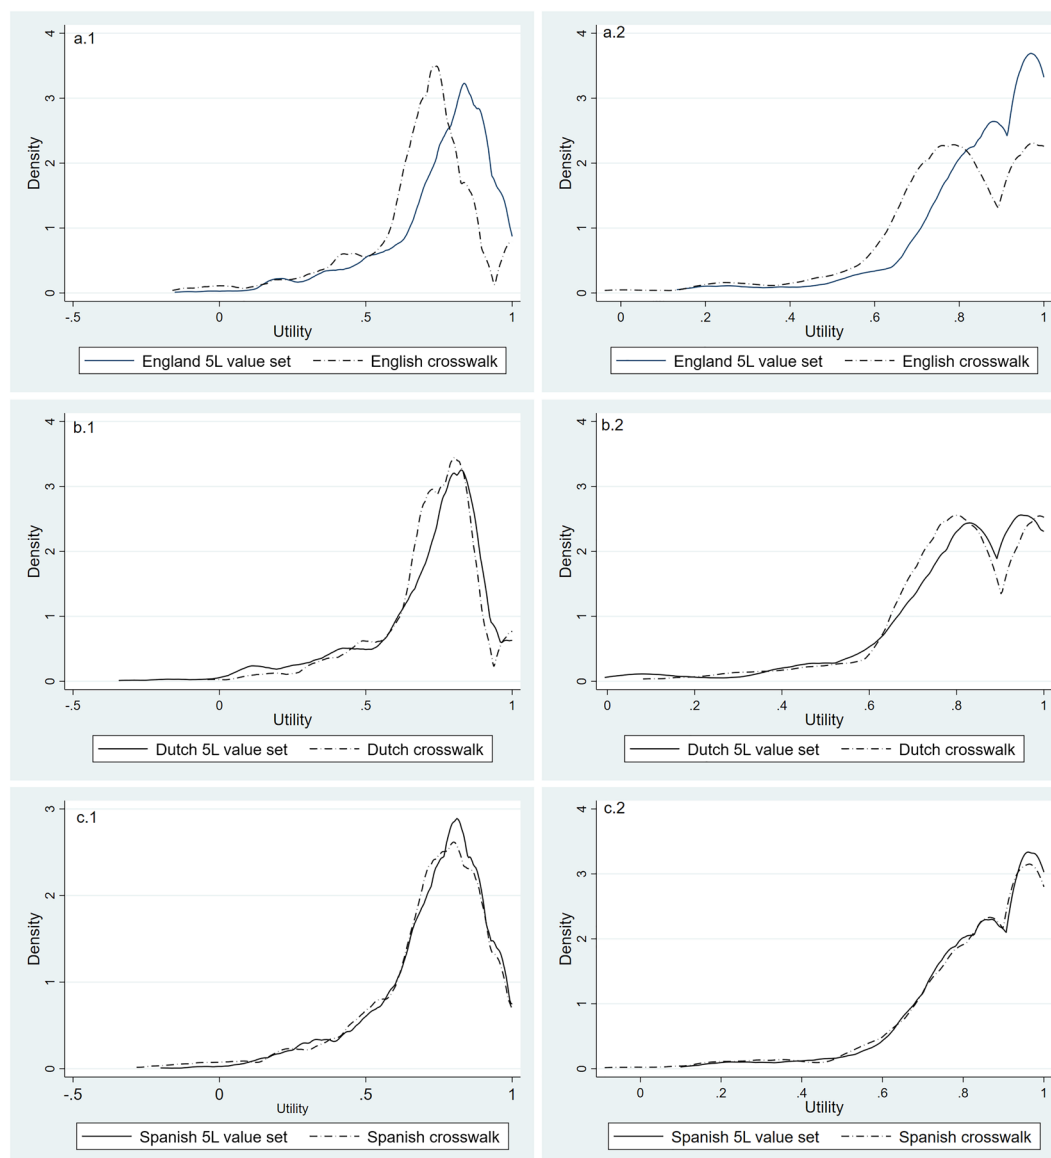 a.1
4
3
2
1
0
Density
-.5 0 .5 1
Utility
England 5L value set English crosswalk
a.2
4
3
2
1
0
Density
0 .2 .4 .6 .8 1
Utility
England 5L value set English crosswalk
b.1
4
3
2
1
0
Density
-.5 0 .5 1
Utility
Dutch 5L value set Dutch crosswalk
b.2
4
3
2
1
0
Density
0 .2 .4 .6 .8 1
Utility
Dutch 5L value set Dutch crosswalk
c.1
3
2
1
0
Density
-.5 0 .5 1
Utility
Spanish 5L value set Spanish crosswalk
c.2
4
3
2
1
0
Density
0 .2 .4 .6 .8 1
Utility
Spanish 5L value set Spanish crosswalk